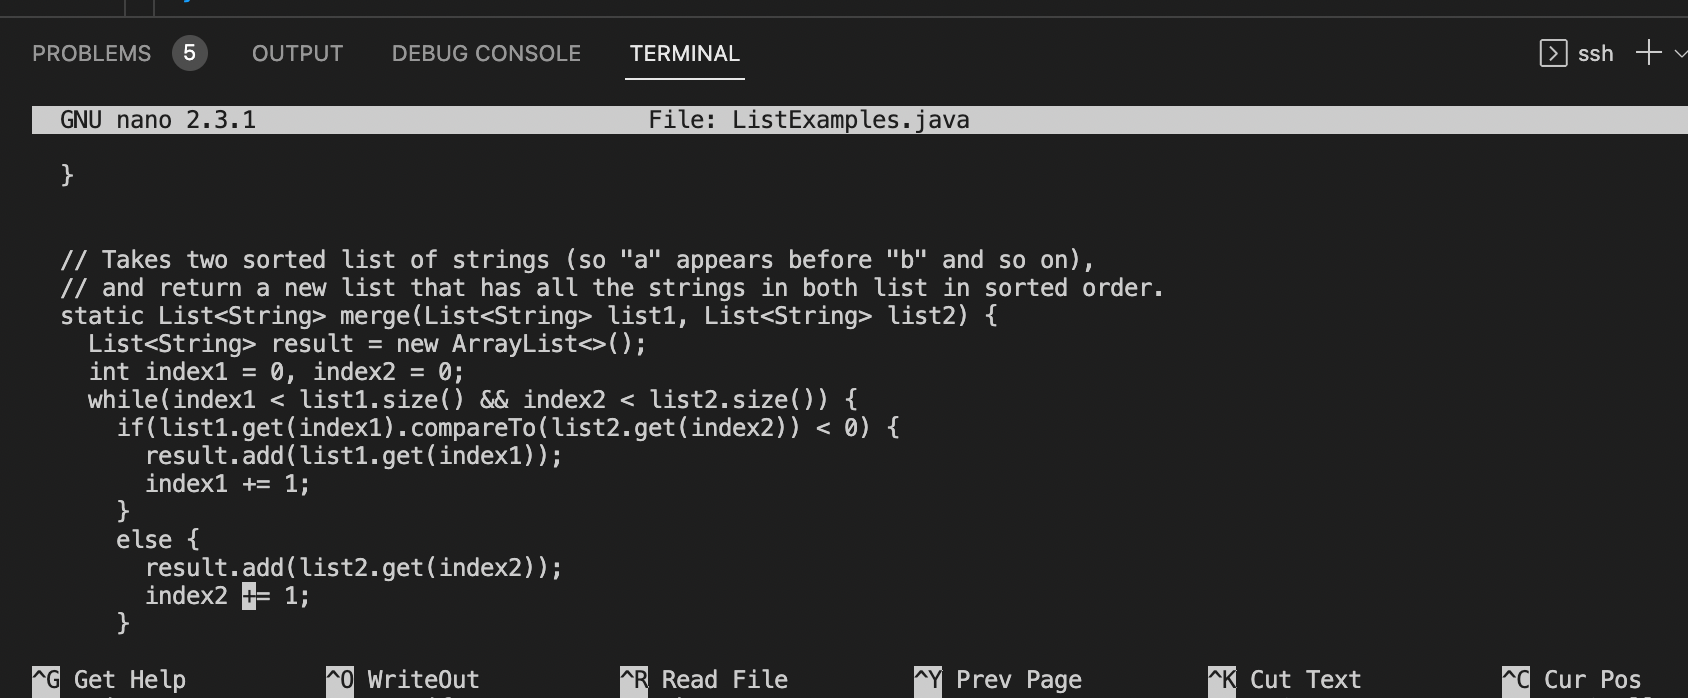 PROBLEMS 5 OUTPUT DEBUG CONSOLE TERMINAL ssh
GNU nano 2.3.1 File: ListExamples.java
}
// Takes two sorted list of strings (so "a" appears before "b" and so on),
// and return a new list that has all the strings in both list in sorted order.
static List<String> merge(List<String> list1, List<String> list2) {
List<String> result = new ArrayList<>();
int index1 = 0, index2 = 0;
while(index1 < list1.size() && index2 < list2.size()) {
if(list1.get(index1).compareTo(list2.get(index2)) < 0) {
result.add(list1.get(index1));
index1 += 1;
}
else {
result.add(list2.get(index2));
index2 += 1;
}
^G Get Help ^O WriteOut ^R Read File ^Y Prev Page ^K Cut Text ^C Cur Pos